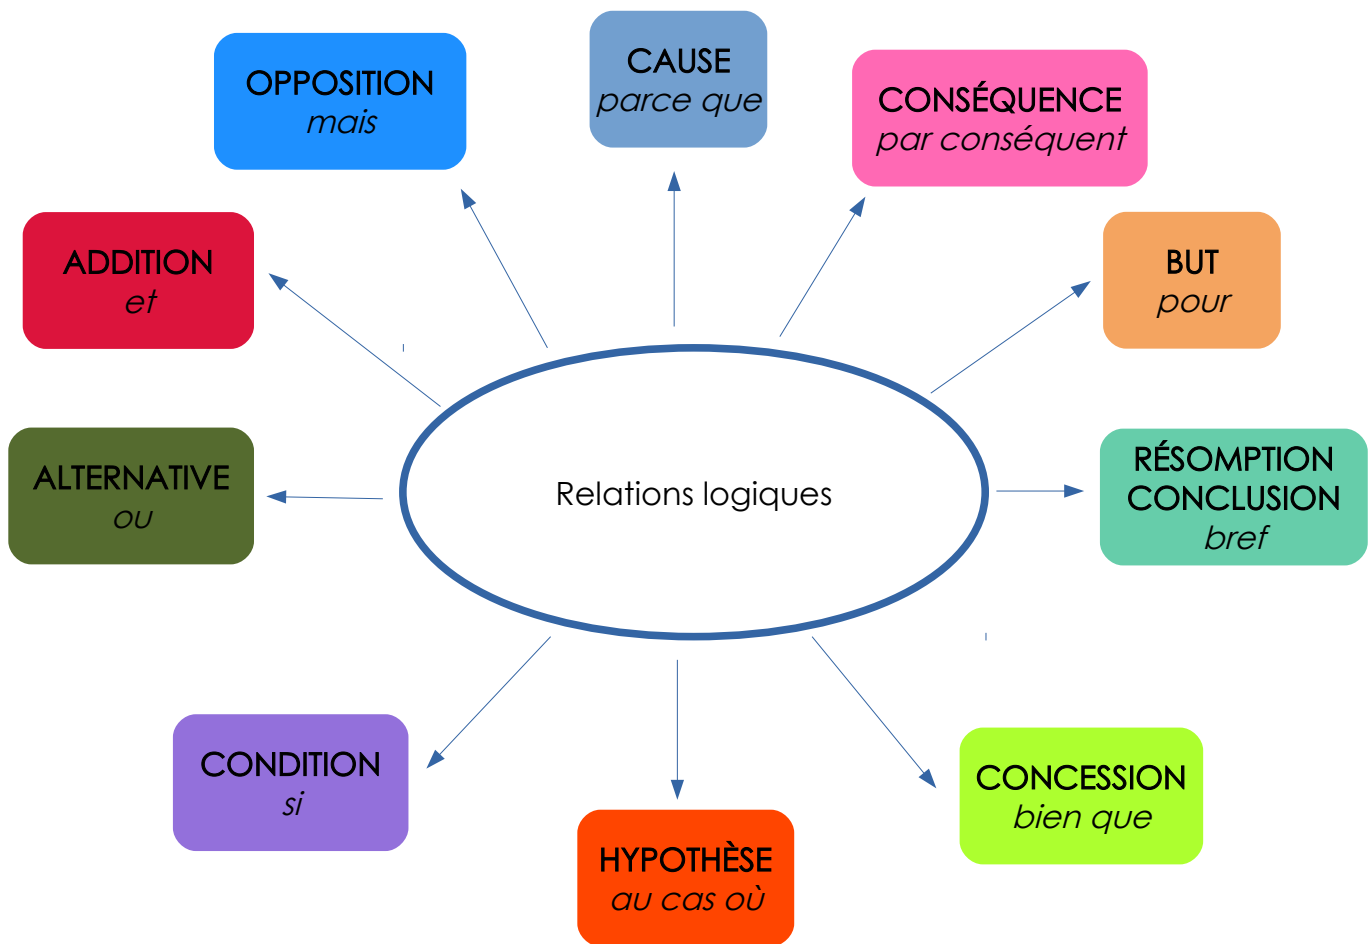 OPPOSITION
mais
CAUSE
parce que
CONSÉQUENCE
par conséquent
ADDITION
et
BUT
pour
ALTERNATIVE
ou
Relations logiques
RÉSOMPTION
CONCLUSION
bref
CONDITION
si
HYPOTHÈSE
au cas où
CONCESSION
bien que